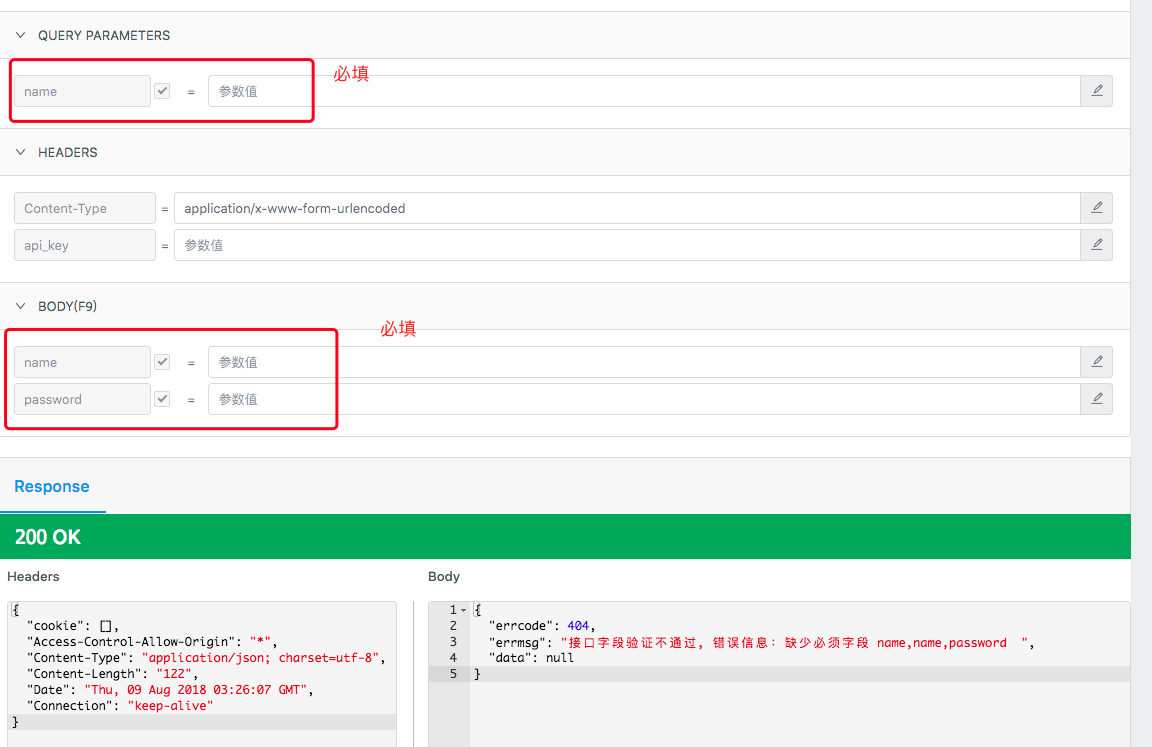 QUERY PARAMETERS
必填
name = 参数值
HEADERS
Content-Type = application/x-www-form-urlencoded
api_key = 参数值
BODY(F9)
必填
name = 参数值
password = 参数值
Response
200 OK
Headers
Body
{
"cookie": [],
"Access-Control-Allow-Origin": "*",
"Content-Type": "application/json; charset=utf-8",
"Content-Length": "122",
"Date": "Thu, 09 Aug 2018 03:26:07 GMT",
"Connection": "keep-alive"
}
1 {
2 "errcode": 404,
3 "errmsg": "接口字段验证不通过, 错误信息: 缺少必须字段 name,name,password  ",
4 "data": null
5 }